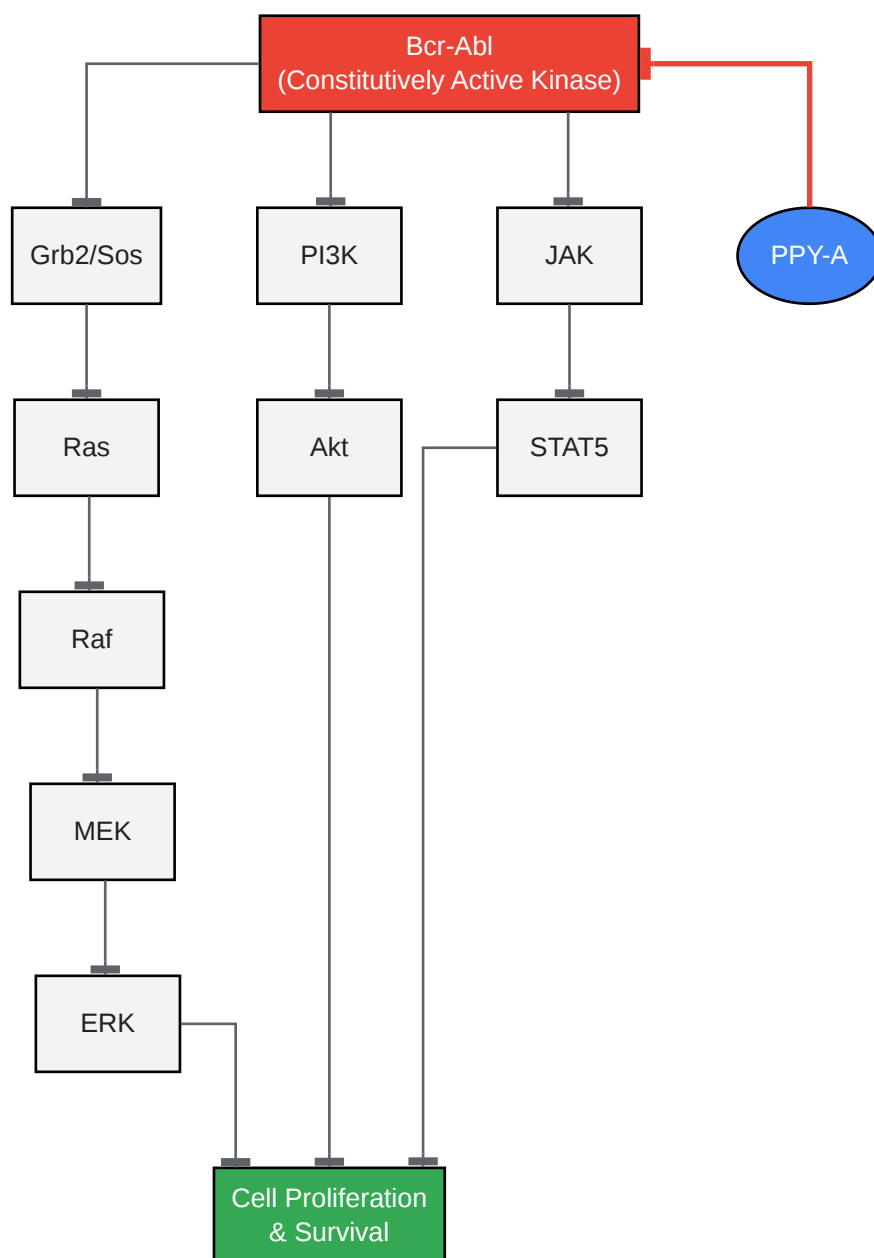 Bcr-Abl
(Constitutively Active Kinase)
Grb2/Sos
PI3K
JAK
PPY-A
Ras
Akt
STAT5
Raf
MEK
ERK
Cell Proliferation
& Survival